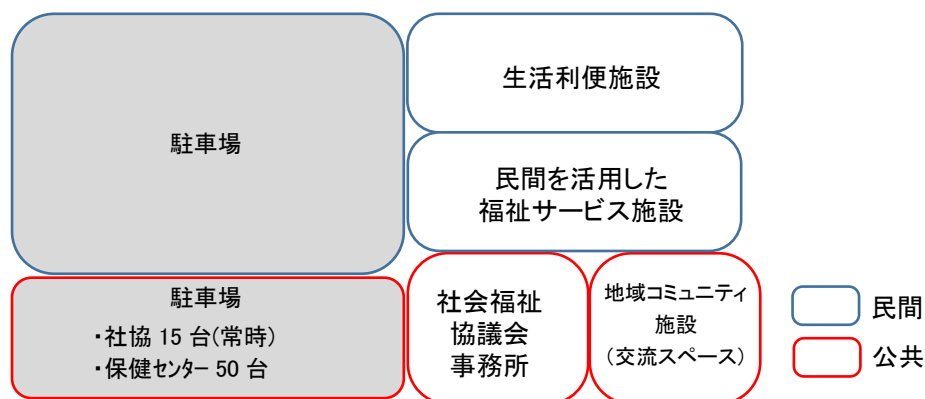 駐車場
生活利便施設
民間を活用した
福祉サービス施設
駐車場
・社協 15 台(常時)
・保健センター 50 台
社会福祉
協議会
事務所
地域コミュニティ
施設
(交流スペース)
民間
公共